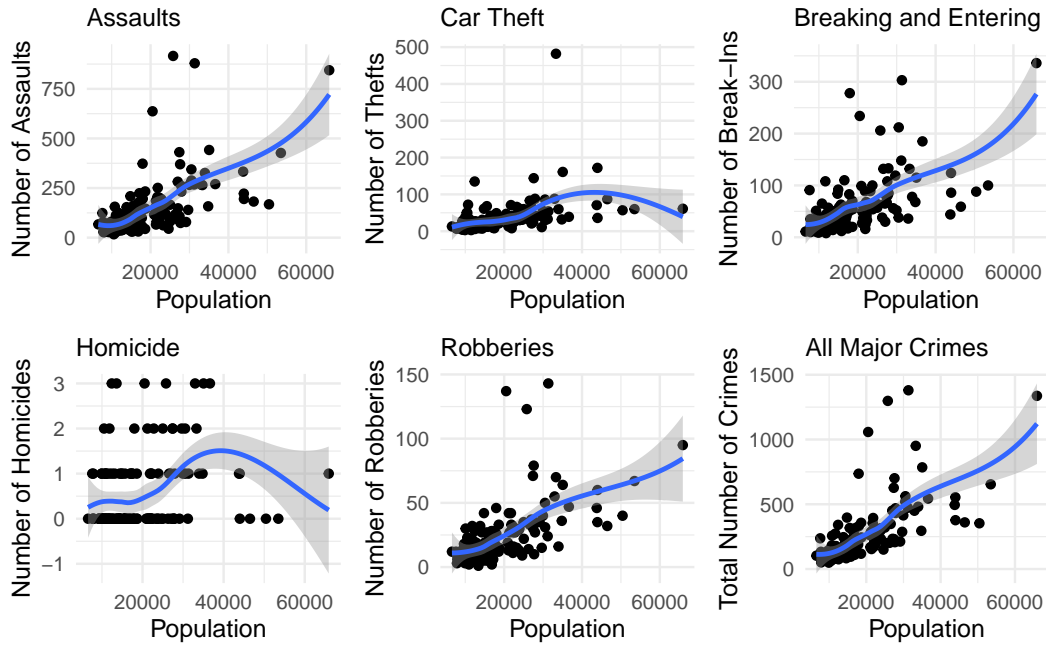 Assaults
Number of Assaults
750
500
250
0
20000 40000 60000
Population
Car Theft
Number of Thefts
500
400
300
200
100
0
20000 40000 60000
Population
Breaking and Entering
Number of Break−Ins
300
200
100
0
20000 40000 60000
Population
Homicide
Number of Homicides
3
2
1
0
−1
20000 40000 60000
Population
Robberies
Number of Robberies
150
100
50
0
20000 40000 60000
Population
All Major Crimes
Total Number of Crimes
1500
1000
500
0
20000 40000 60000
Population